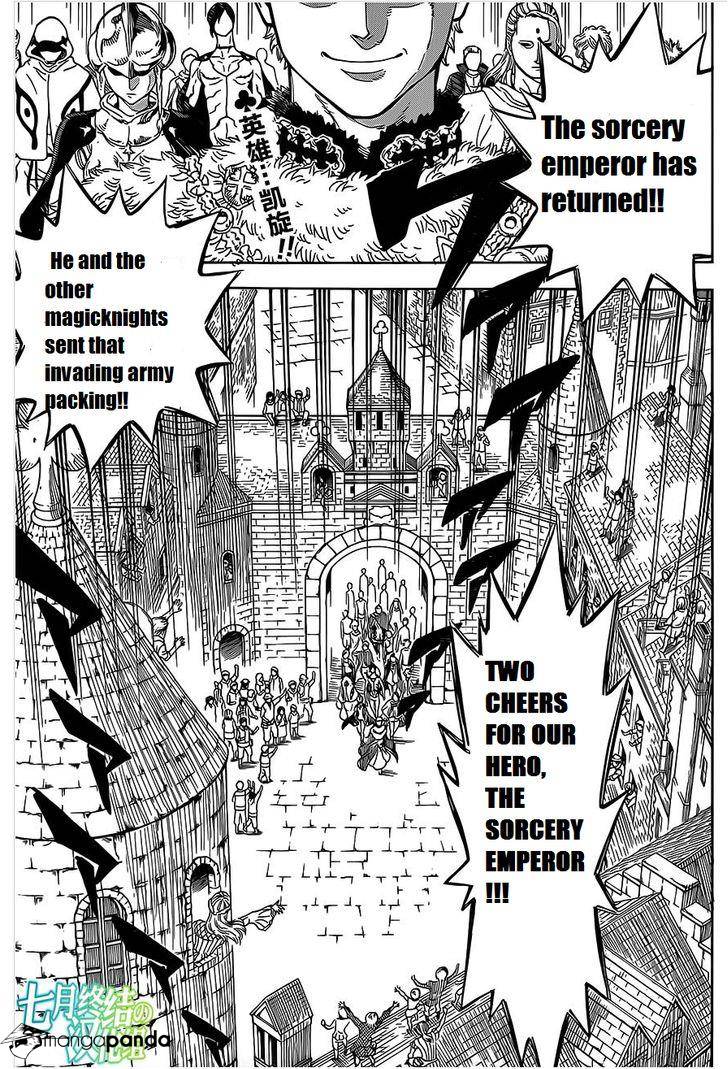 The sorcery
emperor has
returned!!
♣英雄…凱旋!!
He and the
other
magicknights
sent that
invading army
packing!!
TWO
CHEERS
FOR OUR
HERO,
THE
SORCERY
EMPEROR
!!!
七月终结の
汉化组
mangapanda